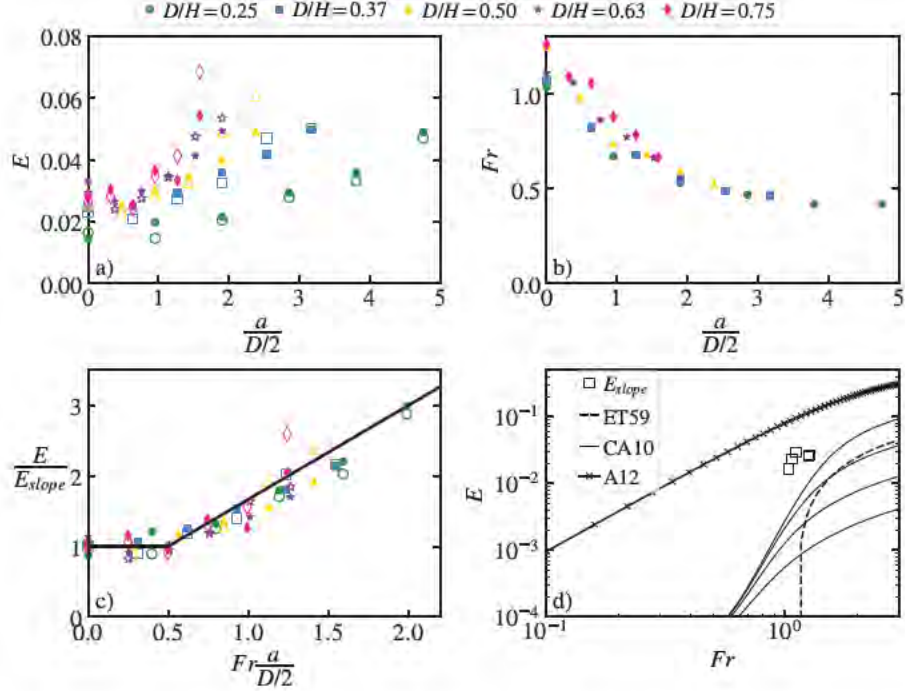 D/H=0.25 D/H=0.37 D/H=0.50 D/H=0.63 D/H=0.75
0.08
0.06
0.04
0.02
0.00
E
a)
0 1 2 3 4 5
a
D/2
1.0
0.5
0.0
Fr
b)
0 1 2 3 4 5
a
D/2
3
2
1
0
E
E_slope
c)
0.0 0.5 1.0 1.5 2.0
Fr a
D/2
E_slope
ET59
CA10
A12
10⁻¹
10⁻²
10⁻³
10⁻⁴
E
d)
10⁻¹ 10⁰
Fr